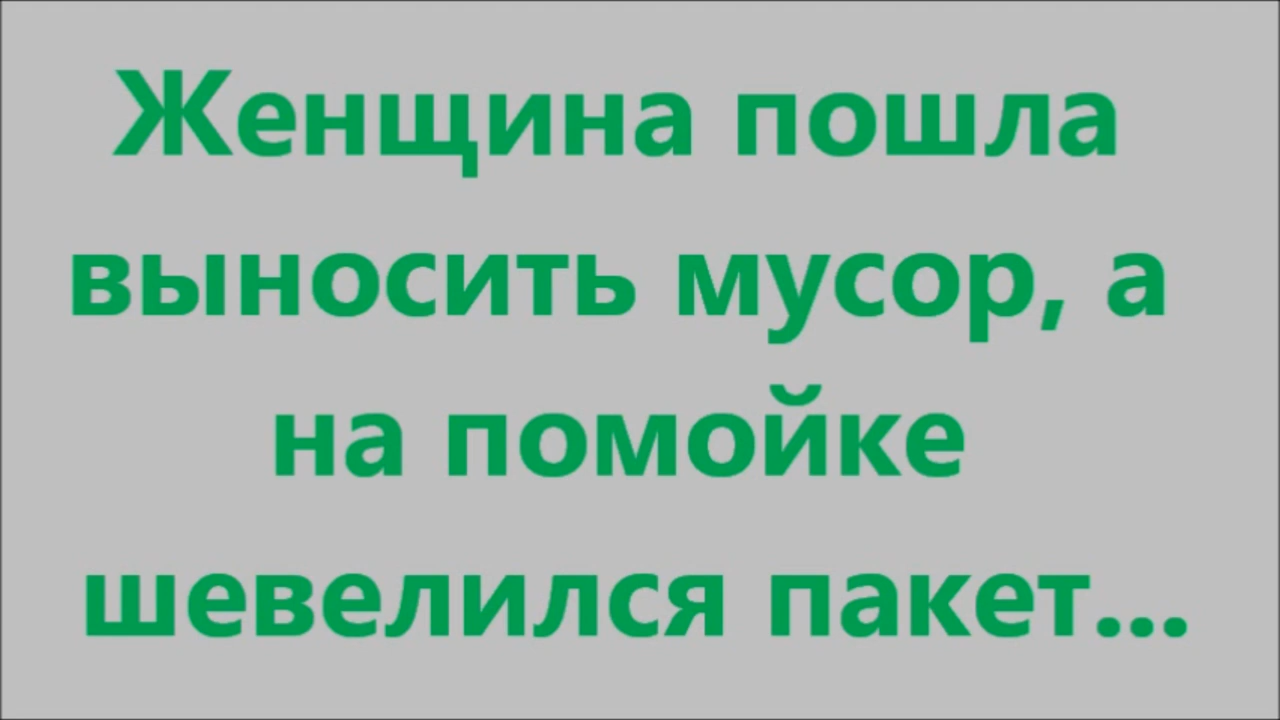 Женщина пошла
выносить мусор, а
на помойке
шевелился пакет...